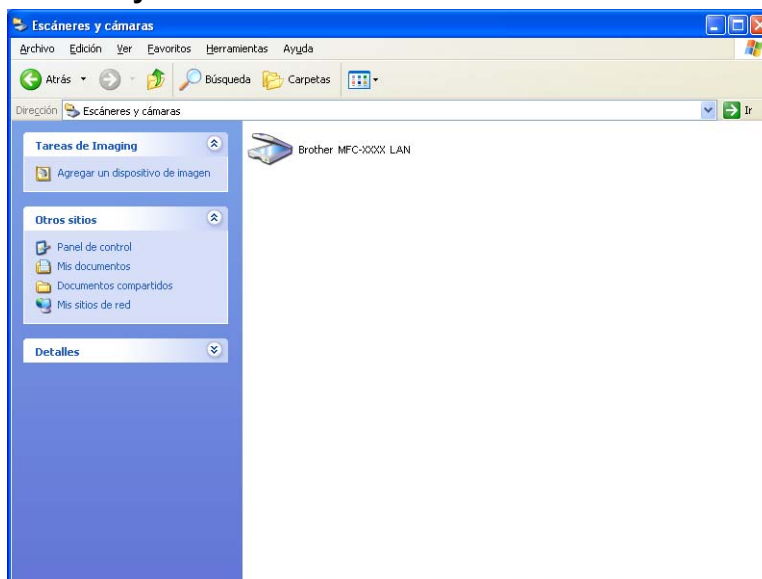 Escáneres y cámaras
Archivo Edición Ver Favoritos Herramientas Ayuda
Atrás Búsqueda Carpetas
Dirección Escáneres y cámaras Ir
Tareas de Imaging
Agregar un dispositivo de imagen
Otros sitios
Panel de control
Mis documentos
Documentos compartidos
Mis sitios de red
Detalles
Brother MFC-XXXX LAN